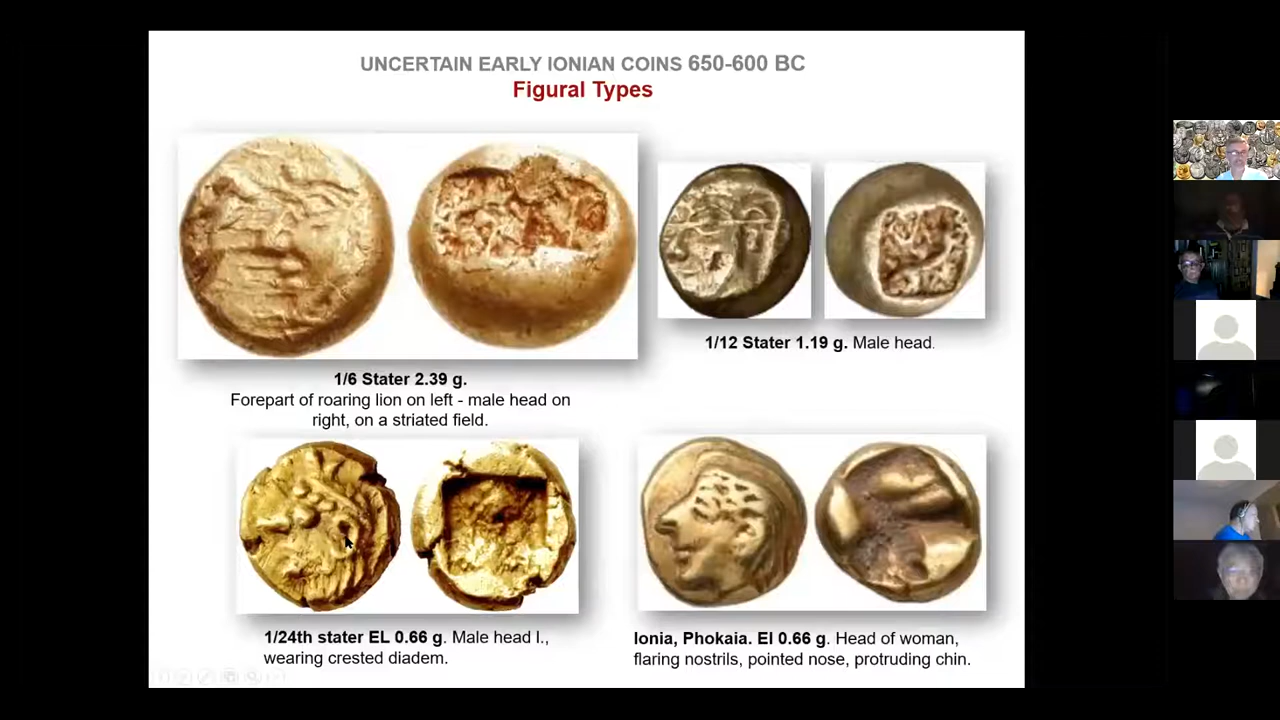 UNCERTAIN EARLY IONIAN COINS 650-600 BC
Figural Types
1/6 Stater 2.39 g.
Forepart of roaring lion on left - male head on
right, on a striated field.
1/12 Stater 1.19 g. Male head.
1/24th stater EL 0.66 g. Male head l.,
wearing crested diadem.
Ionia, Phokaia. El 0.66 g. Head of woman,
flaring nostrils, pointed nose, protruding chin.